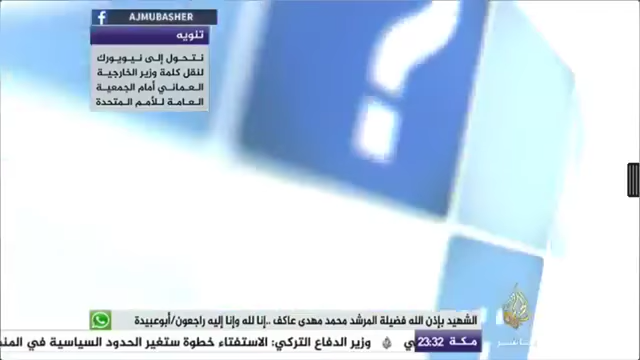 AJMUBASHER
تنويه
نتحول إلى نيويورك
لنقل كلمة وزير الخارجية
العماني أمام الجمعية
العامة للأمم المتحدة
الشهيد بإذن الله فضيلة المرشد محمد مهدي عاكف ..إنا لله وإنا إليه راجعون/أبوعبيدة
مكة 23:32
وزير الدفاع التركي: الاستفتاء خطوة ستغير الحدود السياسية في